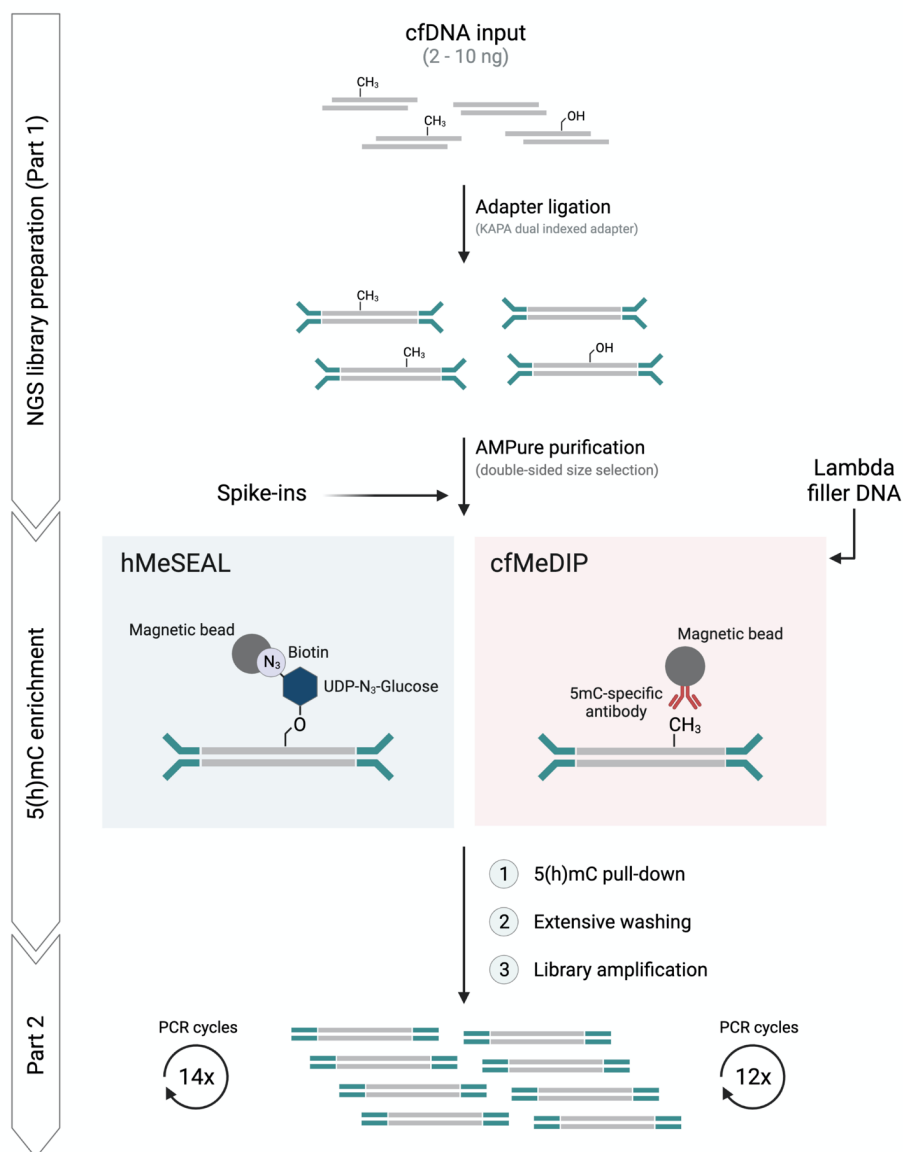 NGS library preparation (Part 1)
cfDNA input
(2 - 10 ng)
CH₃
CH₃
OH
Adapter ligation
(KAPA dual indexed adapter)
CH₃
CH₃
OH
AMPure purification
(double-sided size selection)
Spike-ins
Lambda
filler DNA
5(h)mC enrichment
hMeSEAL
Magnetic bead
N₃
Biotin
UDP-N₃-Glucose
O
cfMeDIP
Magnetic bead
5mC-specific
antibody
CH₃
1 5(h)mC pull-down
2 Extensive washing
3 Library amplification
Part 2
PCR cycles
14x
PCR cycles
12x